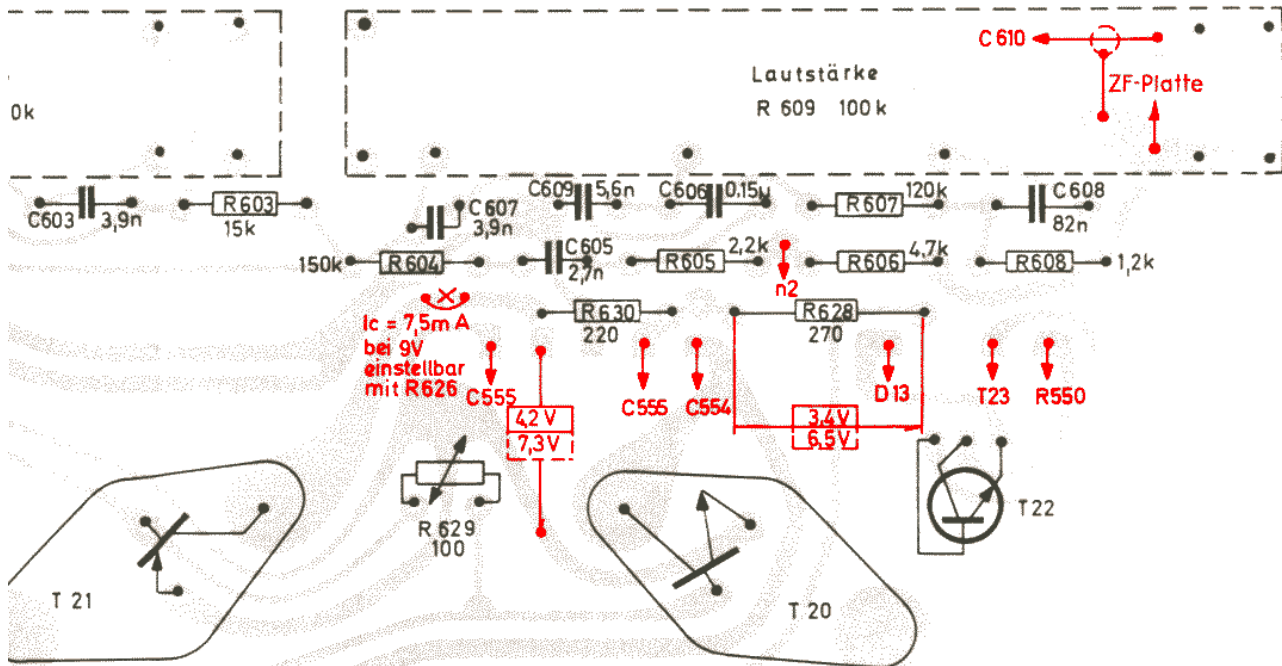 0k
Lautstärke
R 609 100 k
C 610
ZF-Platte
C603
3,9n
R603
15k
C 607
3,9n
C609
5,6n
C606
0,15µ
R607
120k
C 608
82n
150k
R604
C 605
2,7n
R605
2,2k
n2
R606
4,7k
R608
1,2k
Ic = 7,5m A
bei 9V
einstellbar
mit R626
R630
220
R628
270
C555
C555
C554
D 13
T23
R550
4,2 V
7,3 V
3,4V
6,5V
R 629
100
T 22
T 21
T 20